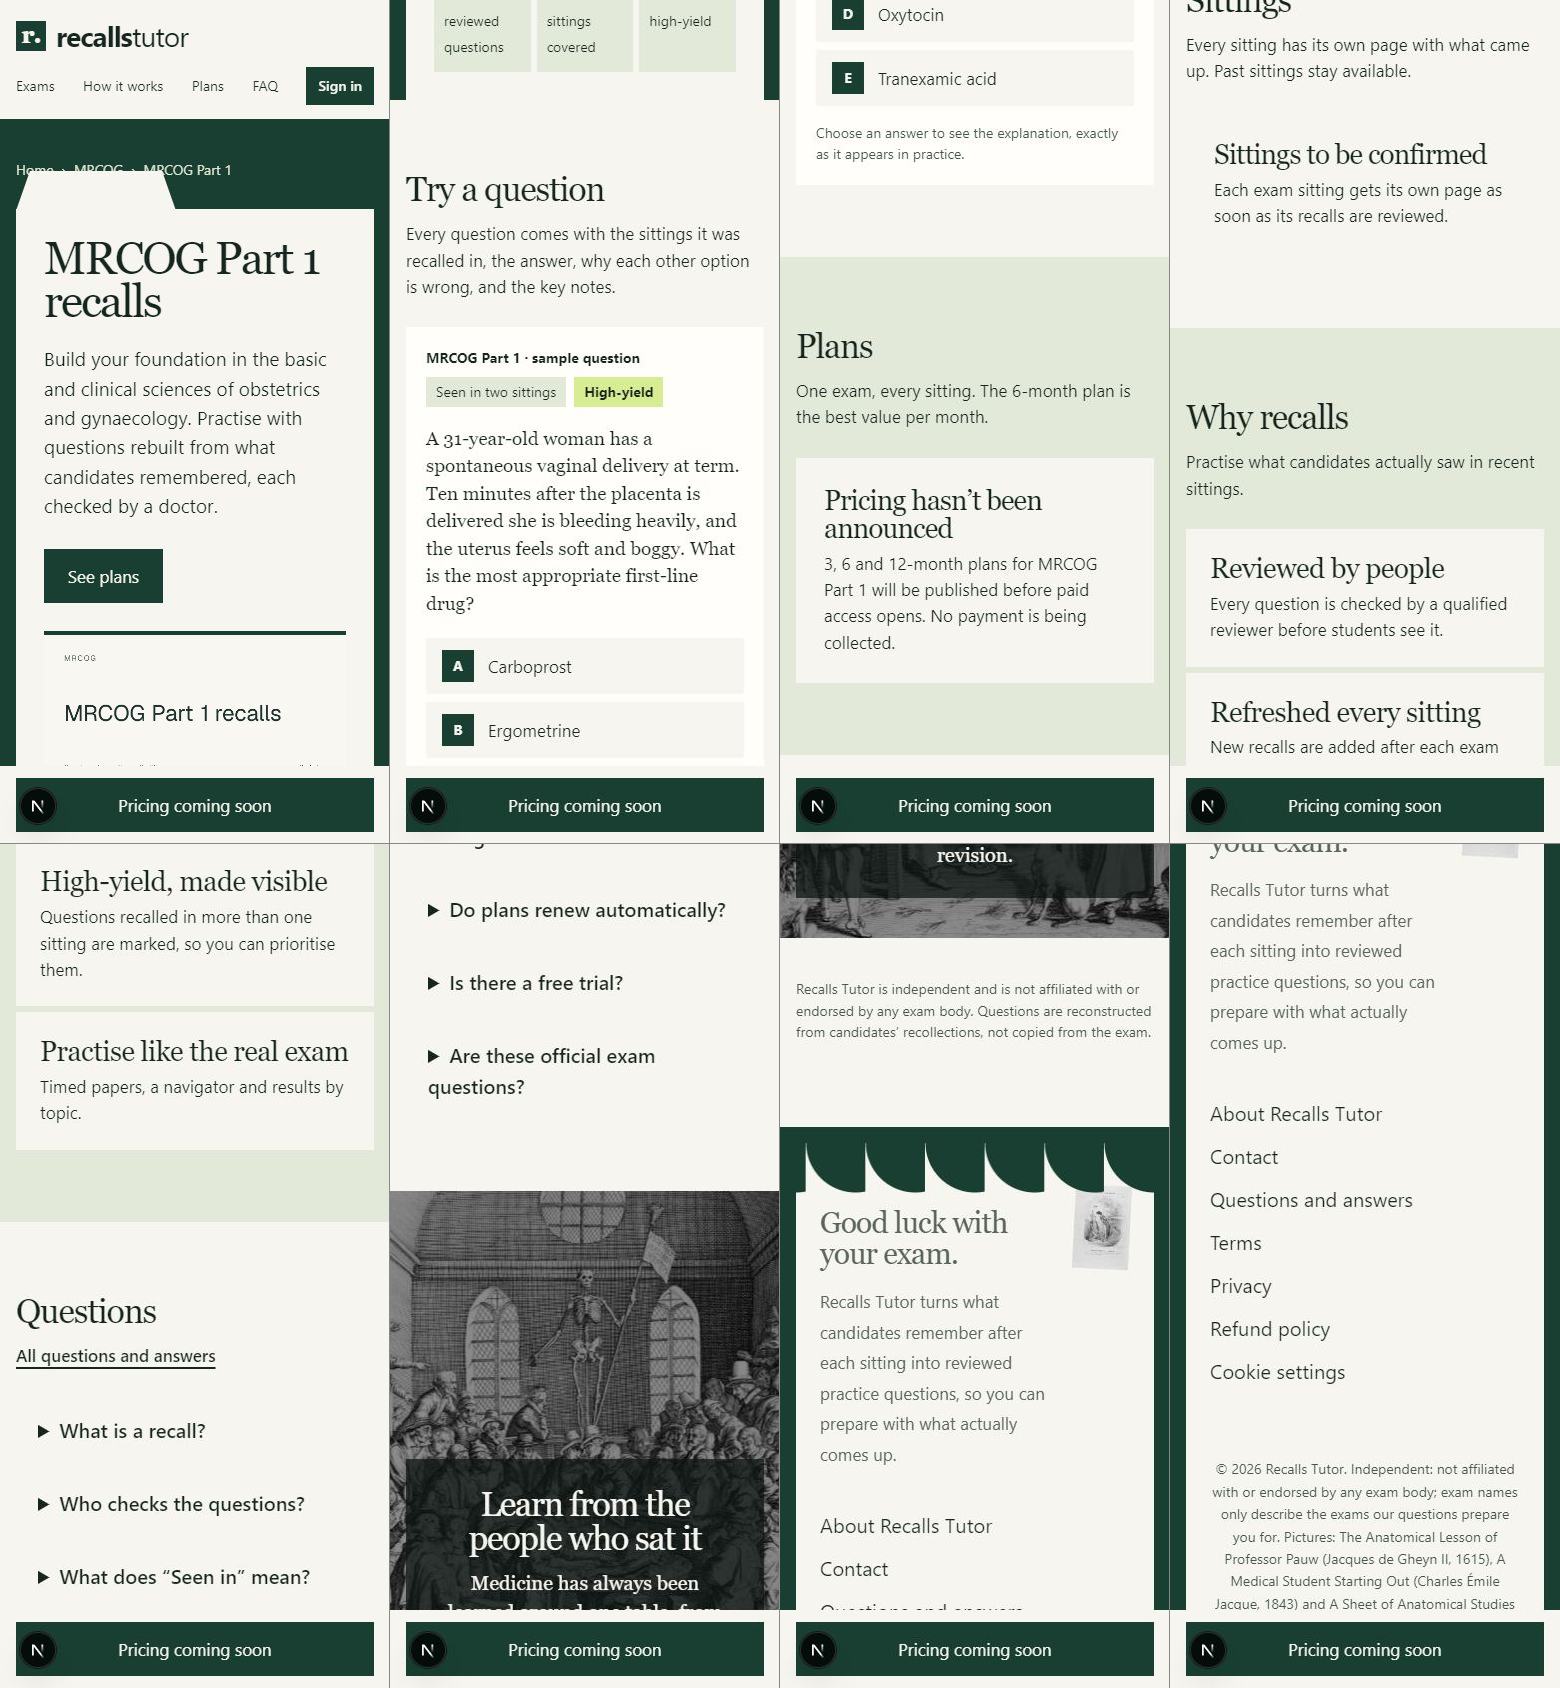 r. recallstutor
Exams How it works Plans FAQ Sign in
Home › MRCOG › MRCOG Part 1
MRCOG Part 1
recalls
Build your foundation in the basic
and clinical sciences of obstetrics
and gynaecology. Practise with
questions rebuilt from what
candidates remembered, each
checked by a doctor.
See plans
MRCOG
MRCOG Part 1 recalls
N Pricing coming soon
reviewed
questions
sittings
covered
high-yield
Try a question
Every question comes with the sittings it was
recalled in, the answer, why each other option
is wrong, and the key notes.
MRCOG Part 1 · sample question
Seen in two sittings High-yield
A 31-year-old woman has a
spontaneous vaginal delivery at term.
Ten minutes after the placenta is
delivered she is bleeding heavily, and
the uterus feels soft and boggy. What
is the most appropriate first-line
drug?
A Carboprost
B Ergometrine
N Pricing coming soon
D Oxytocin
E Tranexamic acid
Choose an answer to see the explanation, exactly
as it appears in practice.
Plans
One exam, every sitting. The 6-month plan is
the best value per month.
Pricing hasn’t been
announced
3, 6 and 12-month plans for MRCOG
Part 1 will be published before paid
access opens. No payment is being
collected.
N Pricing coming soon
Sittings
Every sitting has its own page with what came
up. Past sittings stay available.
Sittings to be confirmed
Each exam sitting gets its own page as
soon as its recalls are reviewed.
Why recalls
Practise what candidates actually saw in recent
sittings.
Reviewed by people
Every question is checked by a qualified
reviewer before students see it.
Refreshed every sitting
New recalls are added after each exam
N Pricing coming soon
High-yield, made visible
Questions recalled in more than one
sitting are marked, so you can prioritise
them.
Practise like the real exam
Timed papers, a navigator and results by
topic.
Questions
All questions and answers
What is a recall?
Who checks the questions?
What does “Seen in” mean?
N Pricing coming soon
Do plans renew automatically?
Is there a free trial?
Are these official exam
questions?
Learn from the
people who sat it
Medicine has always been
N Pricing coming soon
revision.
Recalls Tutor is independent and is not affiliated with or
endorsed by any exam body. Questions are reconstructed
from candidates’ recollections, not copied from the exam.
Good luck with
your exam.
Recalls Tutor turns what
candidates remember after
each sitting into reviewed
practice questions, so you can
prepare with what actually
comes up.
About Recalls Tutor
Contact
Questions and answers
N Pricing coming soon
your exam.
Recalls Tutor turns what
candidates remember after
each sitting into reviewed
practice questions, so you can
prepare with what actually
comes up.
About Recalls Tutor
Contact
Questions and answers
Terms
Privacy
Refund policy
Cookie settings
© 2026 Recalls Tutor. Independent: not affiliated
with or endorsed by any exam body; exam names
only describe the exams our questions prepare
you for. Pictures: The Anatomical Lesson of
Professor Pauw (Jacques de Gheyn II, 1615), A
Medical Student Starting Out (Charles Émile
Jacque, 1843) and A Sheet of Anatomical Studies
N Pricing coming soon